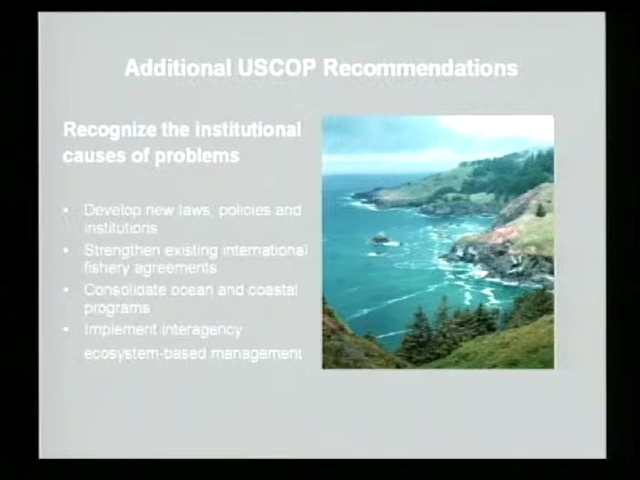 Additional USCOP Recommendations
Recognize the institutional
causes of problems
• Develop new laws, policies and
institutions
• Strengthen existing international
fishery agreements
• Consolidate ocean and coastal
programs
• Implement interagency
ecosystem-based management